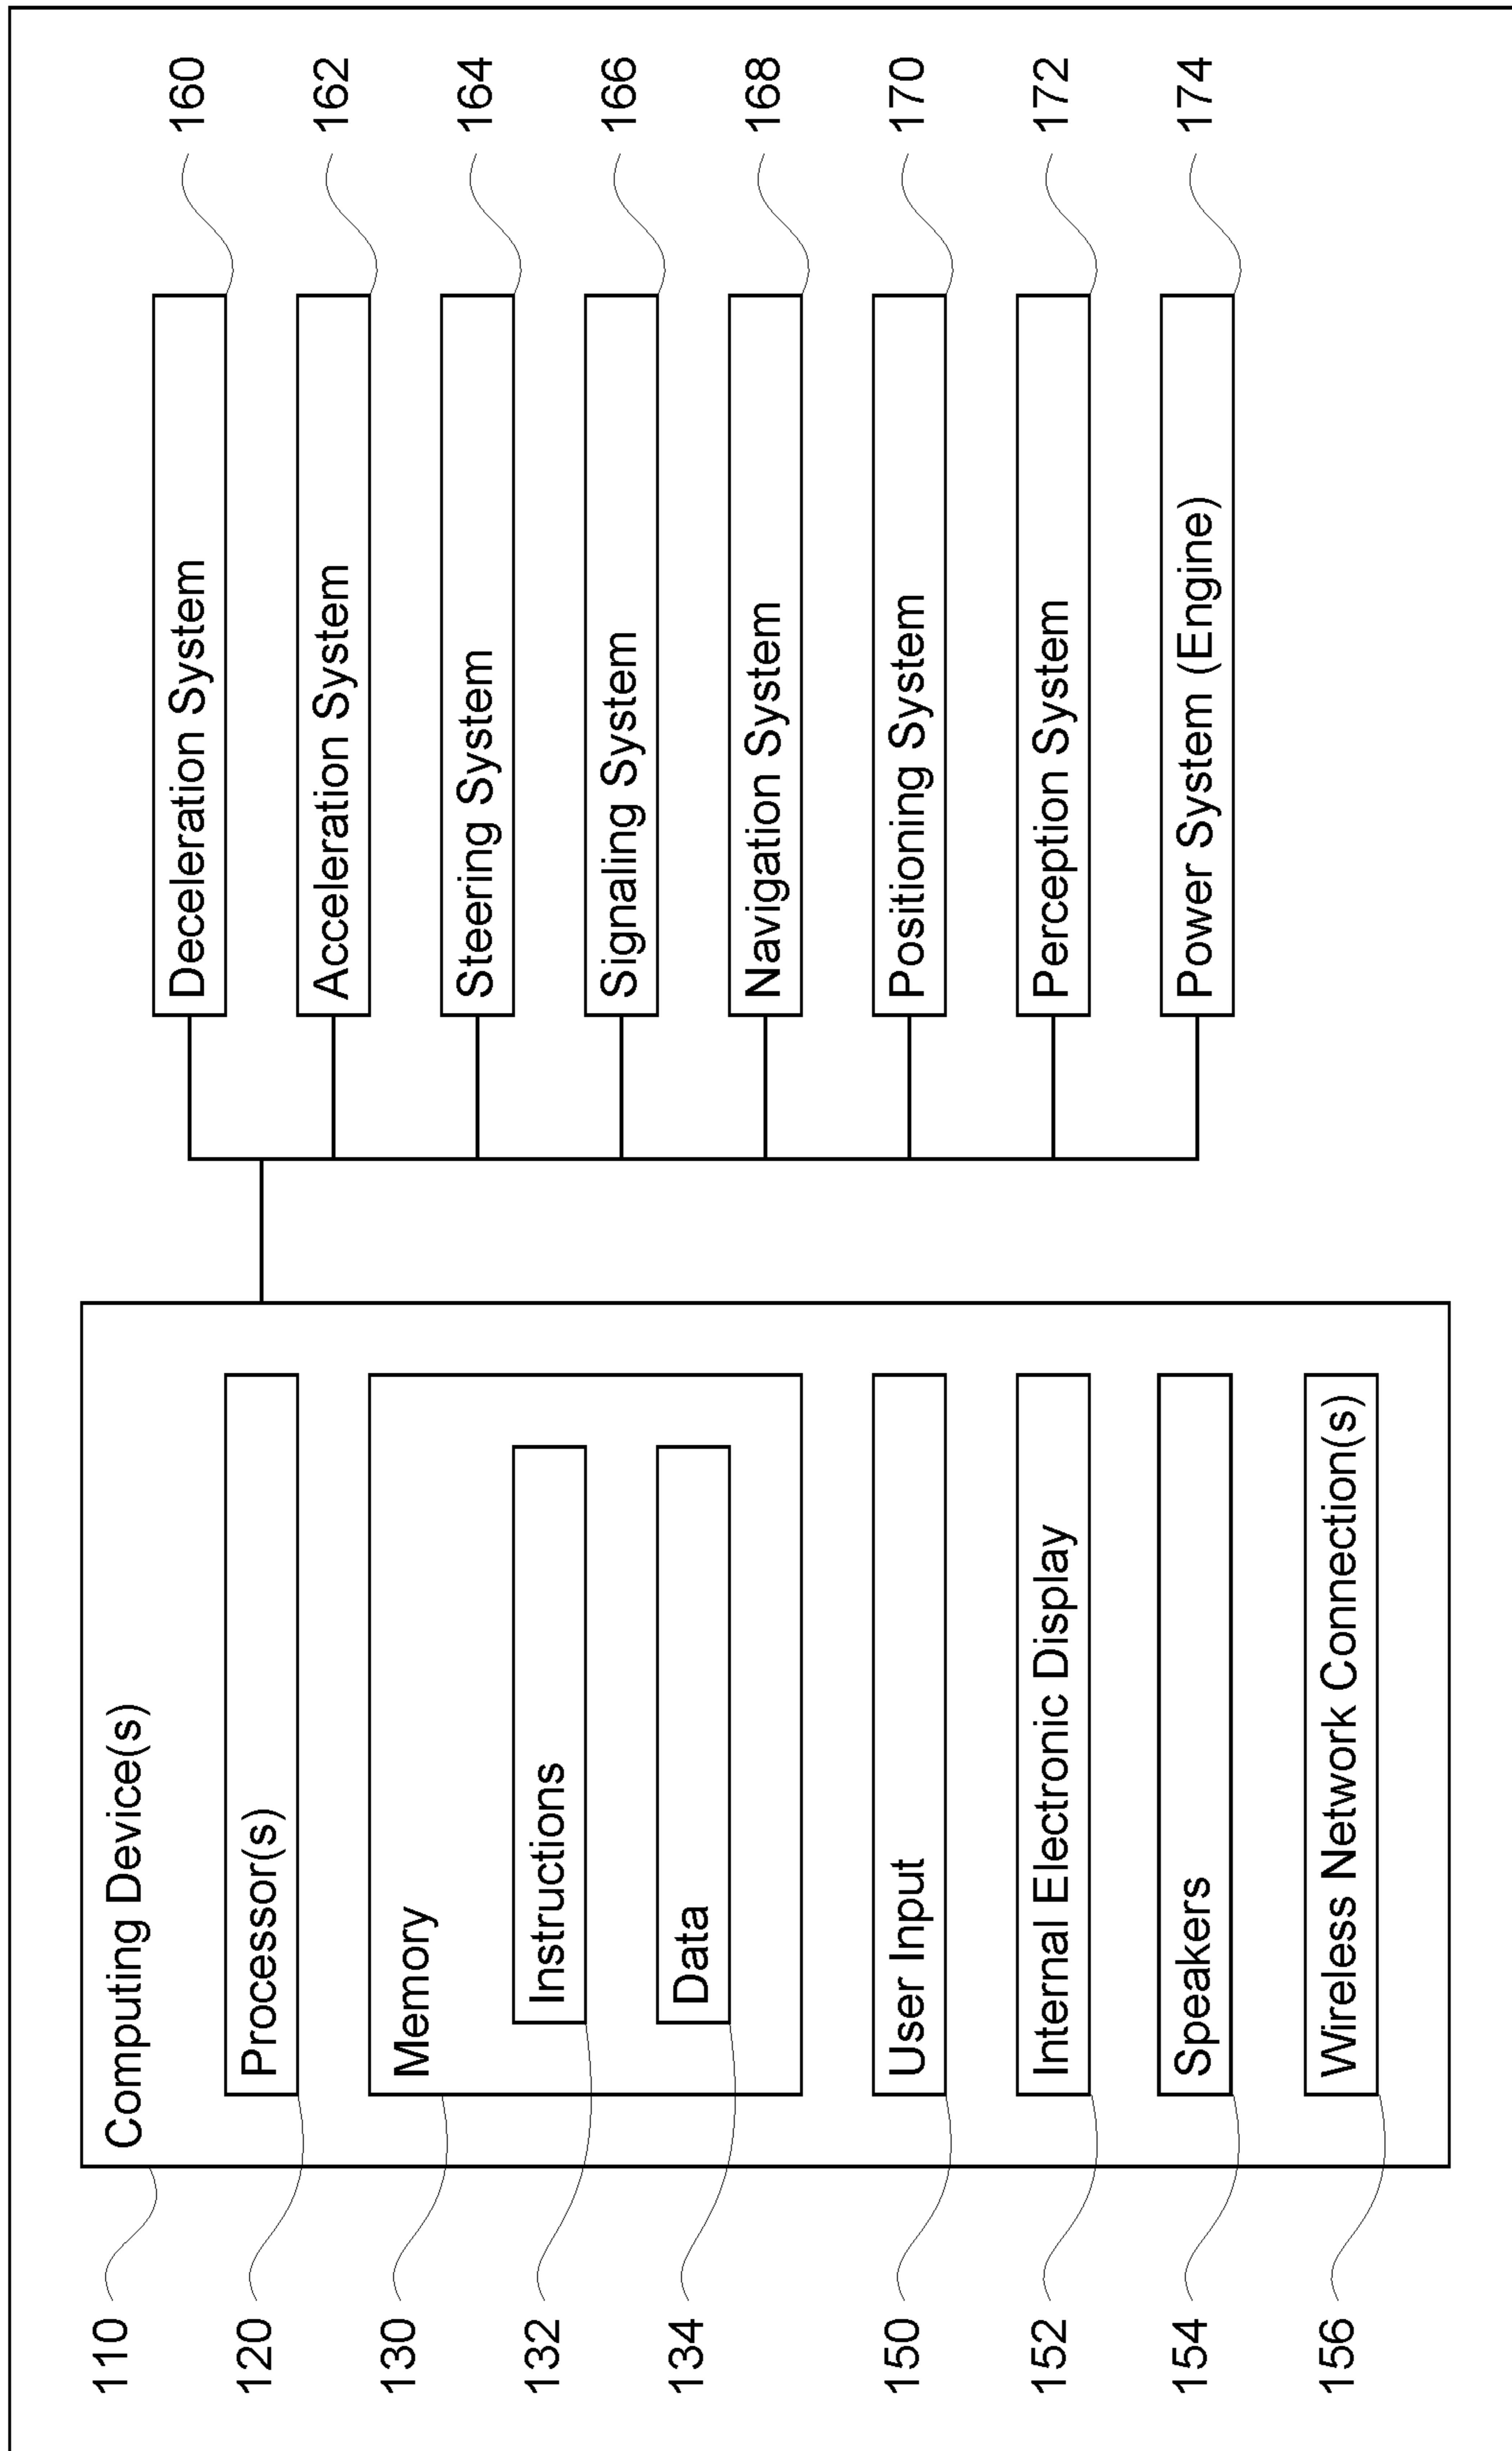 110
Computing Device(s)
120
Processor(s)
130
Memory
132
Instructions
134
Data
150
User Input
152
Internal Electronic Display
154
Speakers
156
Wireless Network Connection(s)
Deceleration System
160
Acceleration System
162
Steering System
164
Signaling System
166
Navigation System
168
Positioning System
170
Perception System
172
Power System (Engine)
174